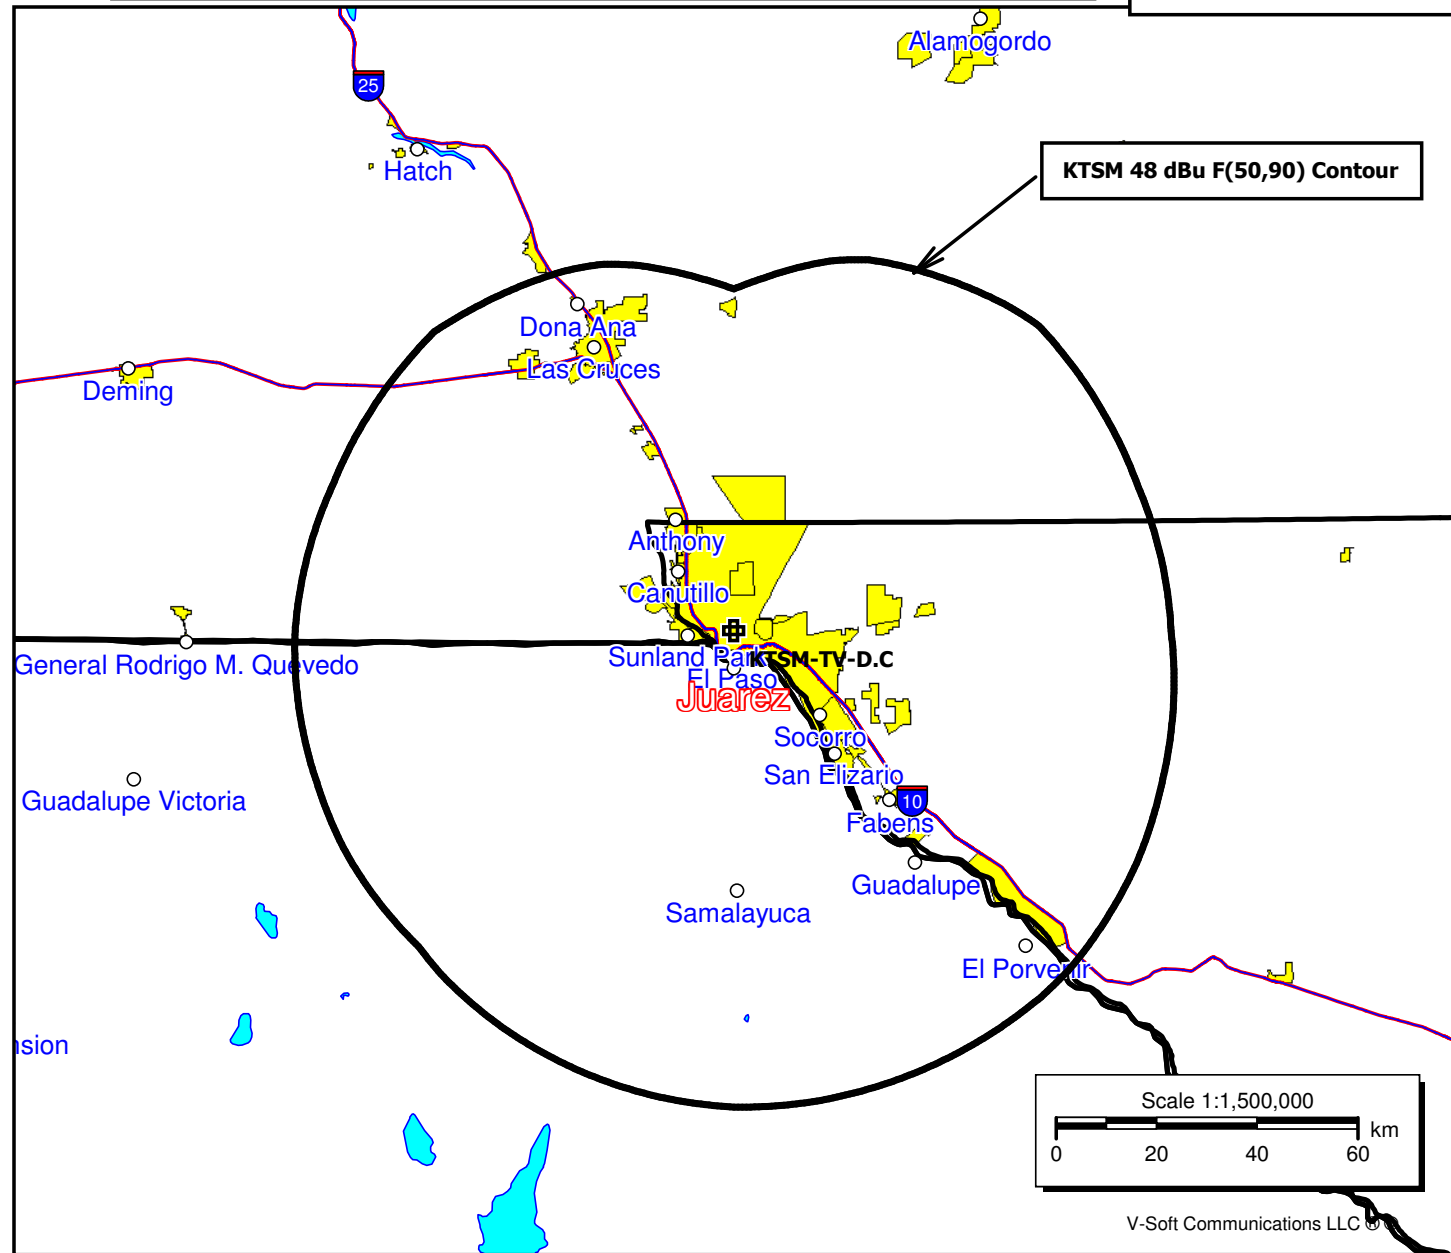 Alamogordo
25
Hatch
KTSM 48 dBu F(50,90) Contour
Dona Ana
Las Cruces
Deming
Anthony
Canutillo
Sunland Park
KTSM-TV-D.C
General Rodrigo M. Quevedo
El Paso
Juarez
Socorro
San Elizario
Guadalupe Victoria
10
Fabens
Guadalupe
Samalayuca
El Porvenir
nsion
Scale 1:1,500,000
km
0 20 40 60
V-Soft Communications LLC ®